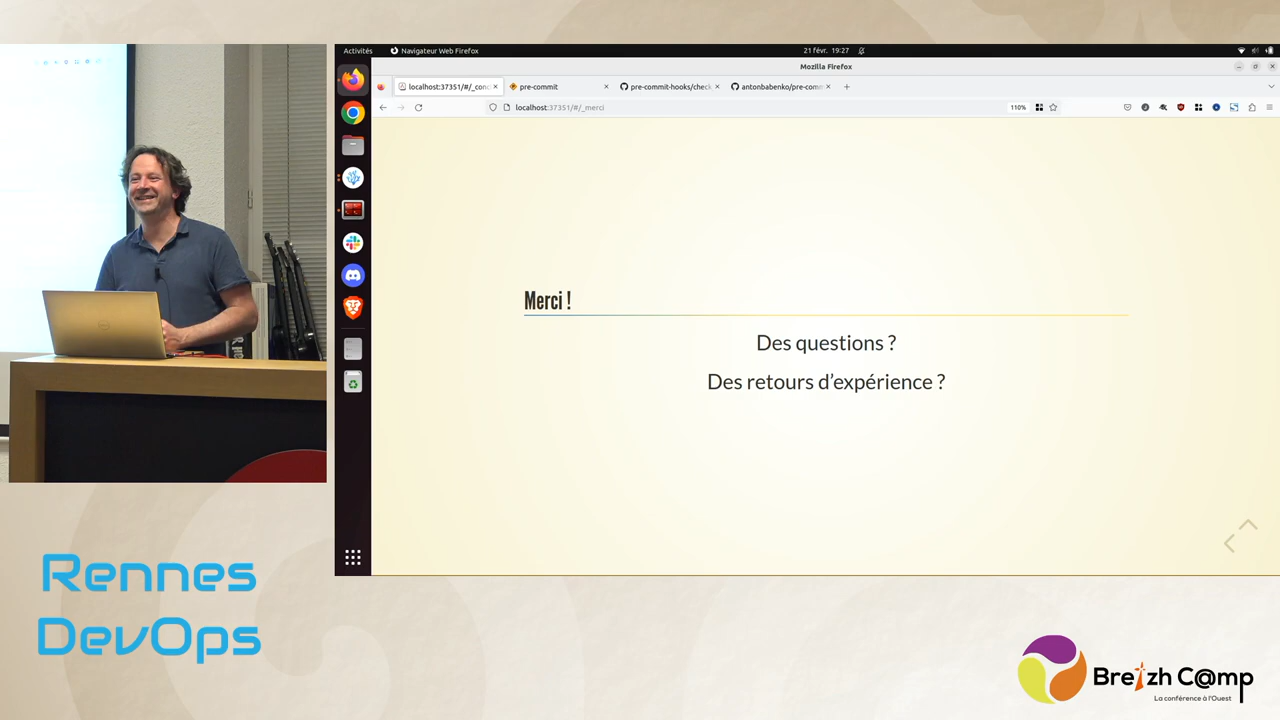 Activités
Navigateur Web Firefox
21 févr. 19:27
Mozilla Firefox
localhost:37351/#/_conc
pre-commit
pre-commit-hooks/check
antonbabenko/pre-comm
localhost:37351/#/_merci
110%
Merci !
Des questions ?
Des retours d’expérience ?
Rennes
DevOps
Breizh C@mp
La conférence à l'Ouest